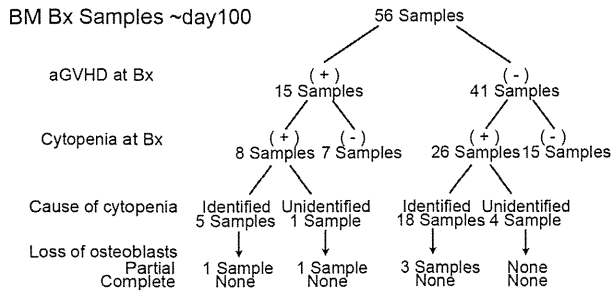 BM Bx Samples ~day100
56 Samples
aGVHD at Bx
( + )
15 Samples
( - )
41 Samples
Cytopenia at Bx
( + )
8 Samples
( - )
7 Samples
( + )
26 Samples
( - )
15 Samples
Cause of cytopenia
Identified
5 Samples
Unidentified
1 Sample
Identified
18 Samples
Unidentified
4 Sample
Loss of osteoblasts
Partial 1 Sample 1 Sample 3 Samples None
Complete None None None None